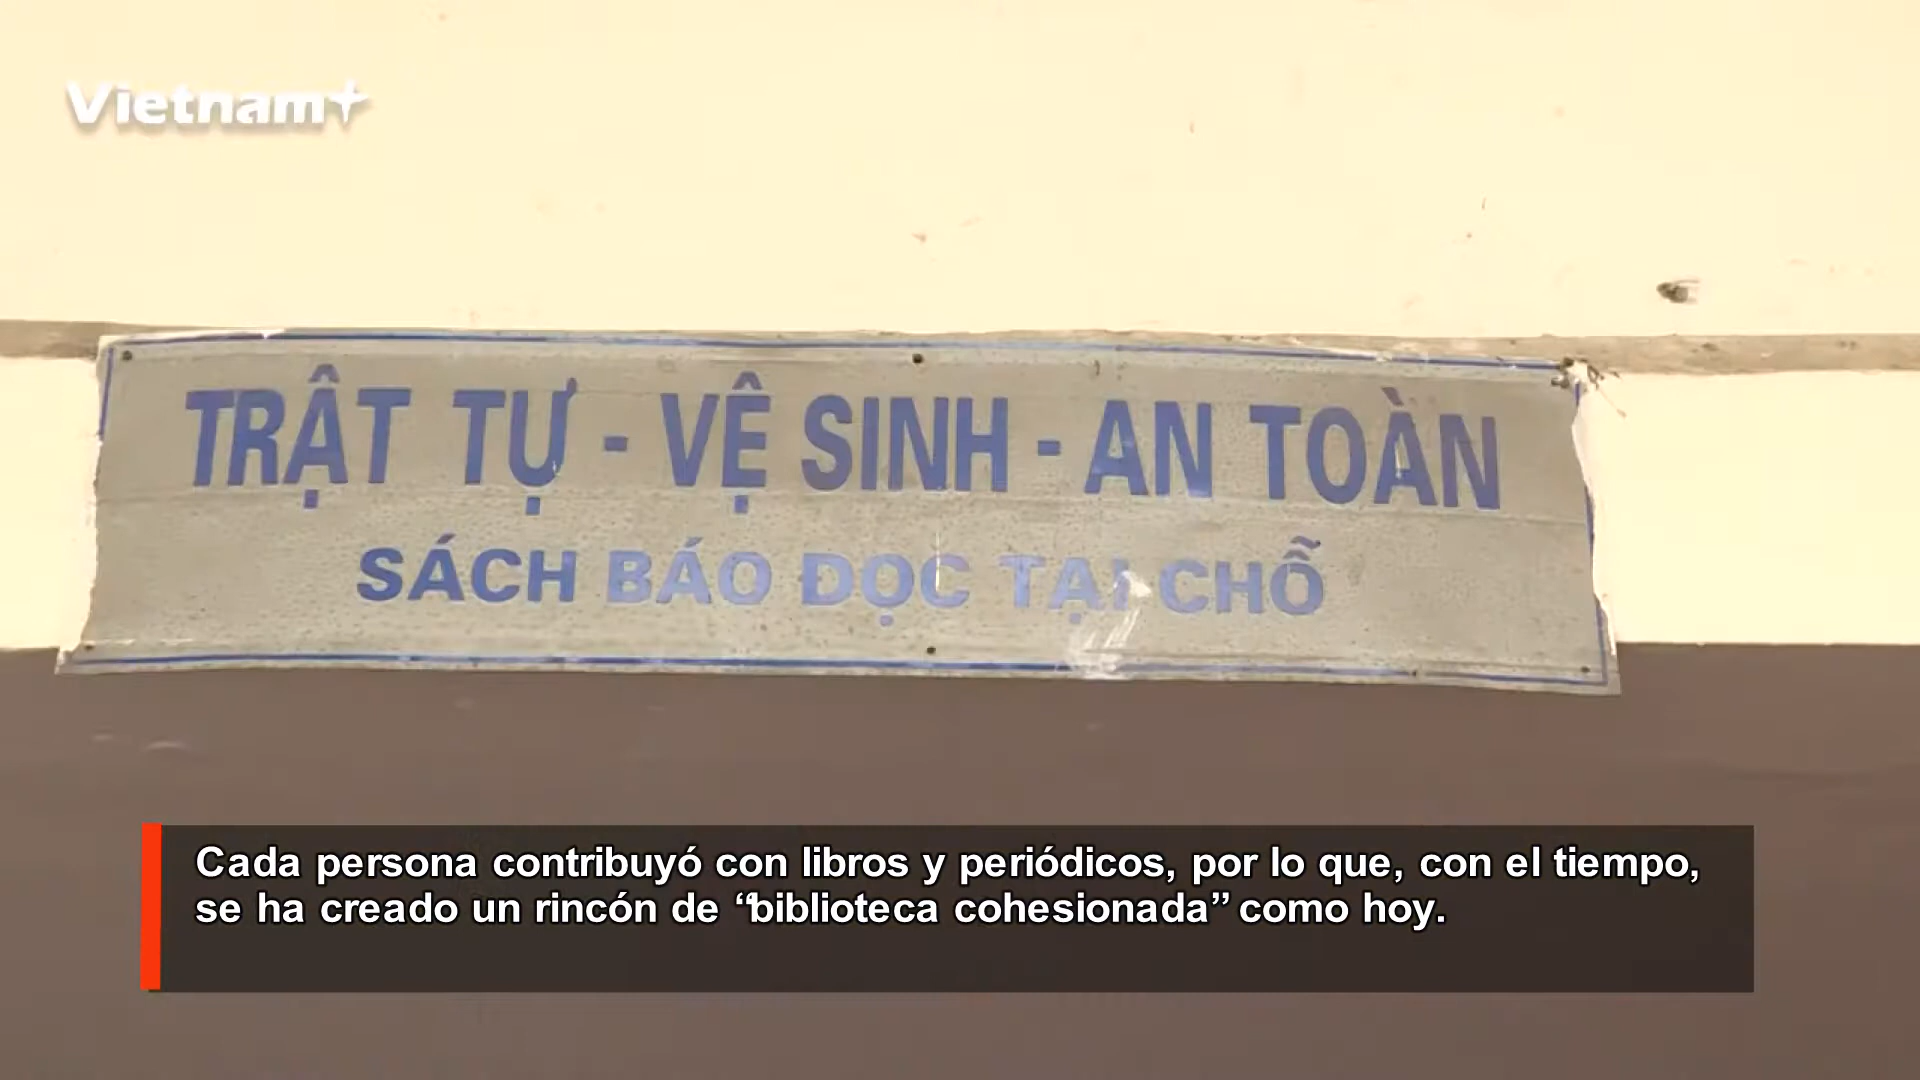 Vietnam+
TRẬT TỰ - VỆ SINH - AN TOÀN
SÁCH BÁO ĐỌC TẠI CHỖ
Cada persona contribuyó con libros y periódicos, por lo que, con el tiempo,
se ha creado un rincón de “biblioteca cohesionada” como hoy.